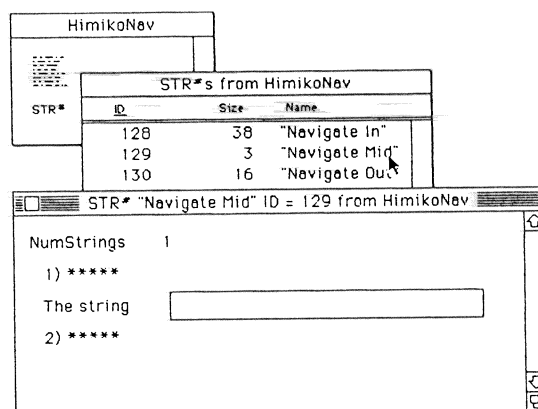 HimikoNav
STR#
STR#s from HimikoNav
ID Size Name
128 38 "Navigate In"
129 3 "Navigate Mid"
130 16 "Navigate Out"
STR# "Navigate Mid" ID = 129 from HimikoNav
NumStrings 1
1) *****
The string
2) *****